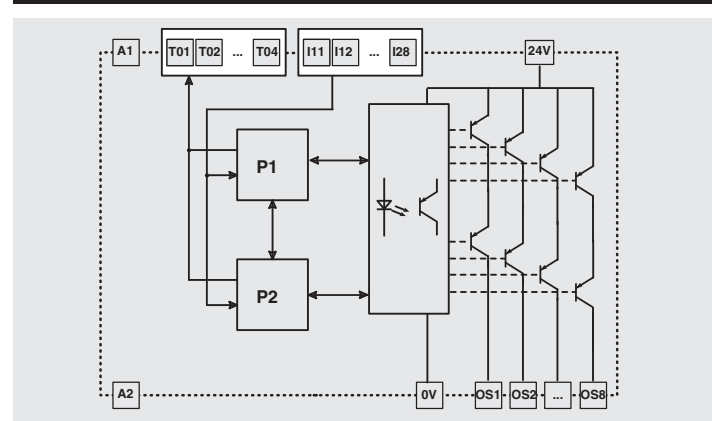 A1 T01 T02 ... T04 I11 I12 ... I28 24V
P1
P2
A2 0V OS1 OS2 ... OS8